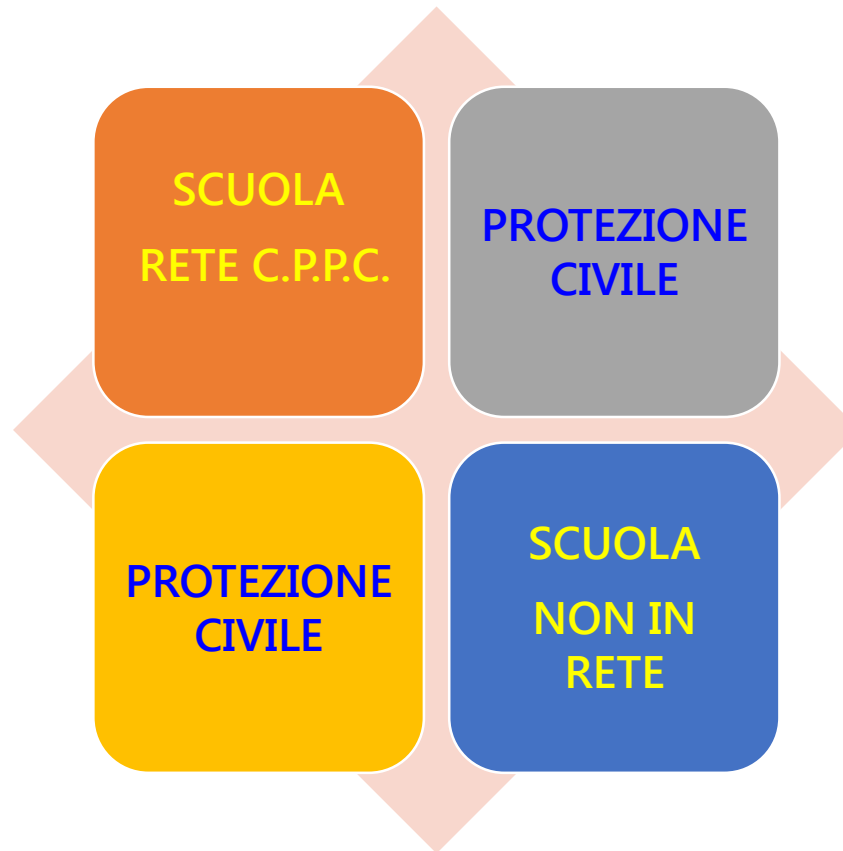 SCUOLA
RETE C.P.P.C.
PROTEZIONE
CIVILE
PROTEZIONE
CIVILE
SCUOLA
NON IN
RETE